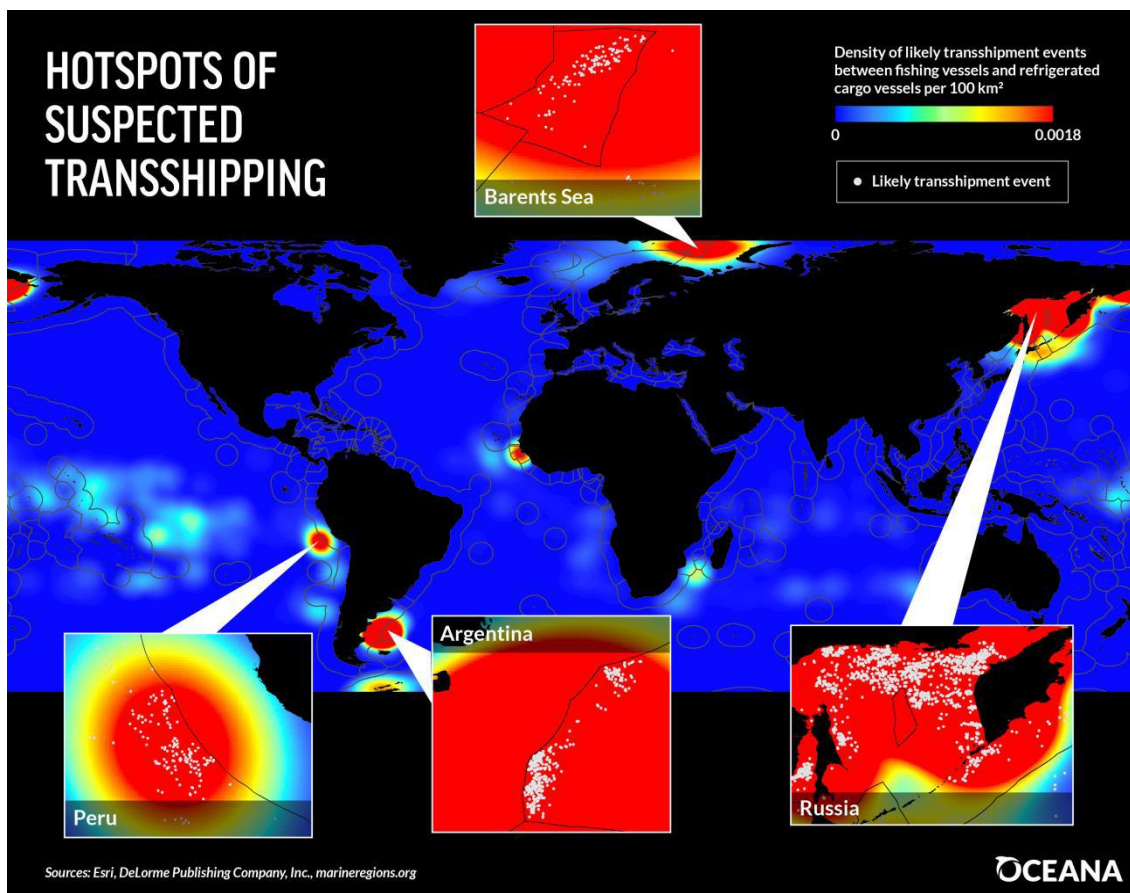 HOTSPOTS OF
SUSPECTED
TRANSSHIPPING
Density of likely transshipment events
between fishing vessels and refrigerated
cargo vessels per 100 km²
0 0.0018
Likely transshipment event
Barents Sea
Peru
Argentina
Russia
Sources: Esri, DeLorme Publishing Company, Inc., marineregions.org
OCEANA